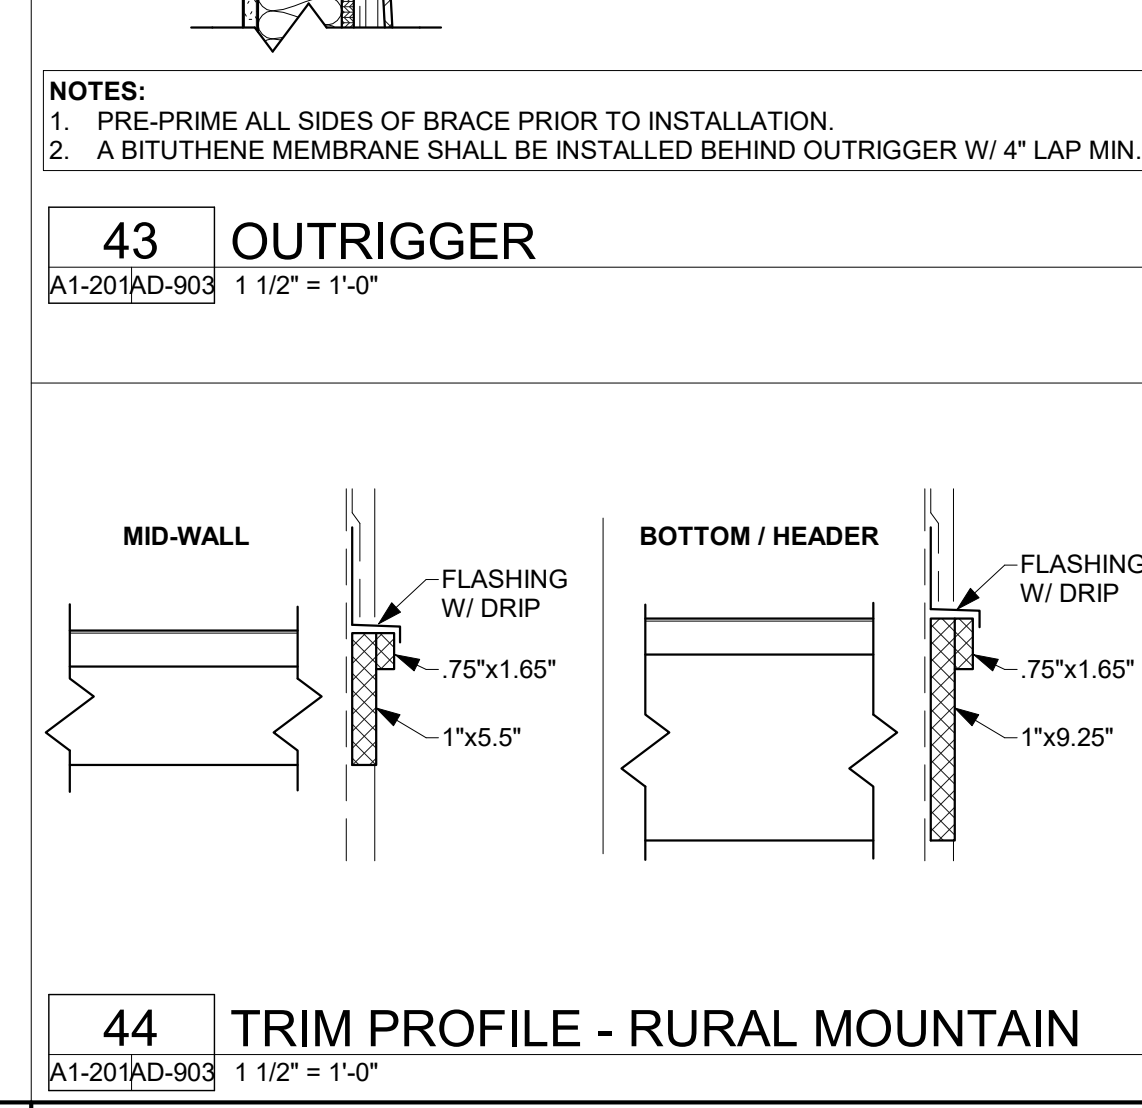 NOTES:
1. PRE-PRIME ALL SIDES OF BRACE PRIOR TO INSTALLATION.
2. A BITUTHENE MEMBRANE SHALL BE INSTALLED BEHIND OUTRIGGER W/ 4" LAP MIN.
43 OUTRIGGER
A1-201 AD-903 1 1/2" = 1'-0"
MID-WALL
FLASHING
W/ DRIP
.75"x1.65"
1"x5.5"
BOTTOM / HEADER
FLASHING
W/ DRIP
.75"x1.65"
1"x9.25"
44 TRIM PROFILE - RURAL MOUNTAIN
A1-201 AD-903 1 1/2" = 1'-0"